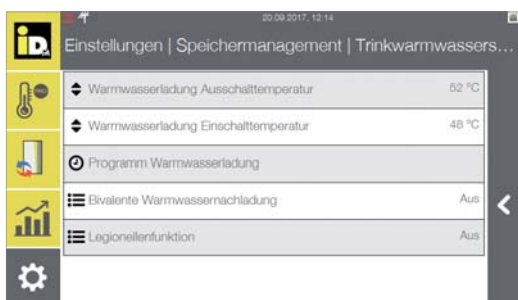 20.09.2017, 12:14
iD.
Einstellungen | Speichermanagement | Trinkwarmwassers...
Warmwasserladung Ausschalttemperatur 52 °C
Warmwasserladung Einschalttemperatur 48 °C
Programm Warmwasserladung
Bivalente Warmwassernachladung Aus
Legionellenfunktion Aus